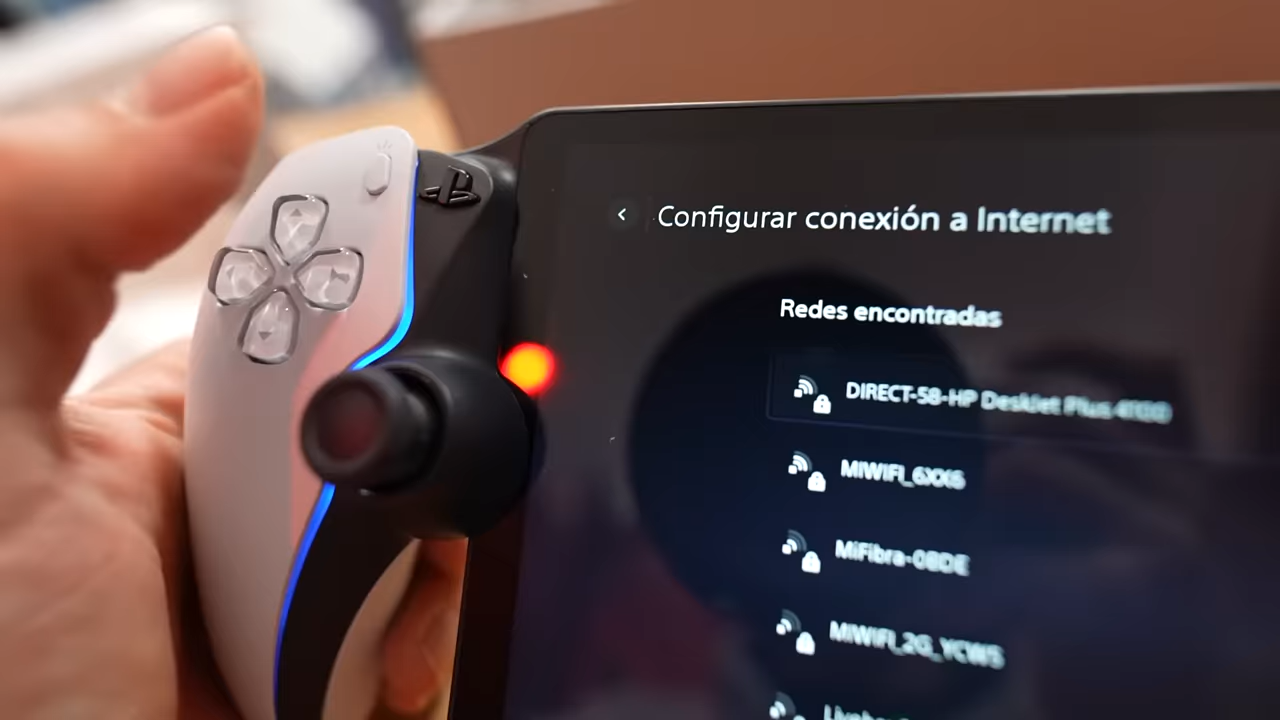 Configurar conexión a Internet
Redes encontradas
DIRECT-58-HP DeskJet Plus 4100
MIWIFI_6XX6
MiFibra-08DE
MIWIFI_2G_YCW5